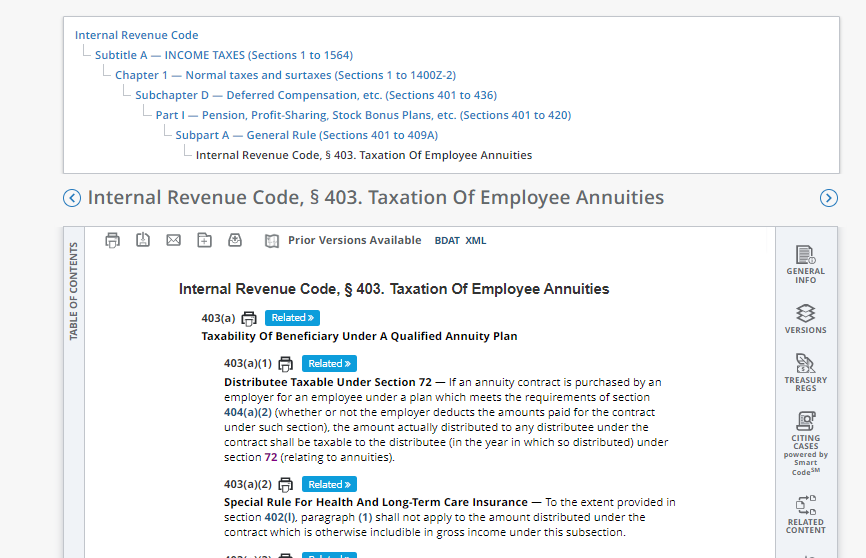 Internal Revenue Code
Subtitle A — INCOME TAXES (Sections 1 to 1564)
Chapter 1 — Normal taxes and surtaxes (Sections 1 to 1400Z-2)
Subchapter D — Deferred Compensation, etc. (Sections 401 to 436)
Part I — Pension, Profit-Sharing, Stock Bonus Plans, etc. (Sections 401 to 420)
Subpart A — General Rule (Sections 401 to 409A)
Internal Revenue Code, § 403. Taxation Of Employee Annuities
Internal Revenue Code, § 403. Taxation Of Employee Annuities
TABLE OF CONTENTS
Prior Versions Available BDAT XML
Internal Revenue Code, § 403. Taxation Of Employee Annuities
403(a) Related »
Taxability Of Beneficiary Under A Qualified Annuity Plan
403(a)(1) Related »
Distributee Taxable Under Section 72 — If an annuity contract is purchased by an
employer for an employee under a plan which meets the requirements of section
404(a)(2) (whether or not the employer deducts the amounts paid for the contract
under such section), the amount actually distributed to any distributee under the
contract shall be taxable to the distributee (in the year in which so distributed) under
section 72 (relating to annuities).
403(a)(2) Related »
Special Rule For Health And Long-Term Care Insurance — To the extent provided in
section 402(l), paragraph (1) shall not apply to the amount distributed under the
contract which is otherwise includible in gross income under this subsection.
GENERAL
INFO
VERSIONS
TREASURY
REGS
CITING
CASES
powered by
Smart
CodeSM
RELATED
CONTENT